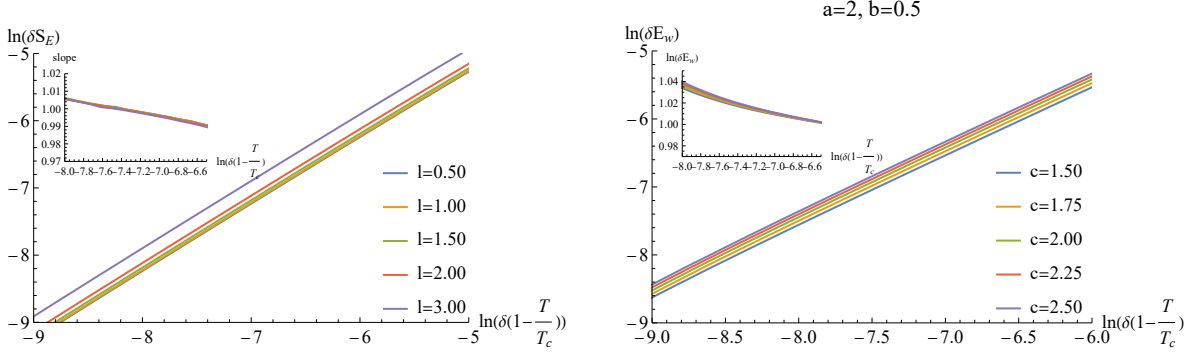 ln(δS_E)
slope
1.02
1.01
1.00
0.99
0.98
0.97
-8.0-7.8-7.6-7.4-7.2-7.0-6.8-6.6
ln(δ(1-T/T_c)
-5
-6
-7
-8
-9
-9 -8 -7 -6 -5
ln(δ(1-T/T_c))
l=0.50
l=1.00
l=1.50
l=2.00
l=3.00
a=2, b=0.5
ln(δE_w)
ln(δE_w)
1.04
1.02
1.00
0.98
-8.0 -7.8 -7.6 -7.4 -7.2 -7.0 -6.8 -6.6
ln(δ(1-T/T_c))
-5
-6
-7
-8
-9
-9.0 -8.5 -8.0 -7.5 -7.0 -6.5 -6.0
ln(δ(1-T/T_c)
c=1.50
c=1.75
c=2.00
c=2.25
c=2.50